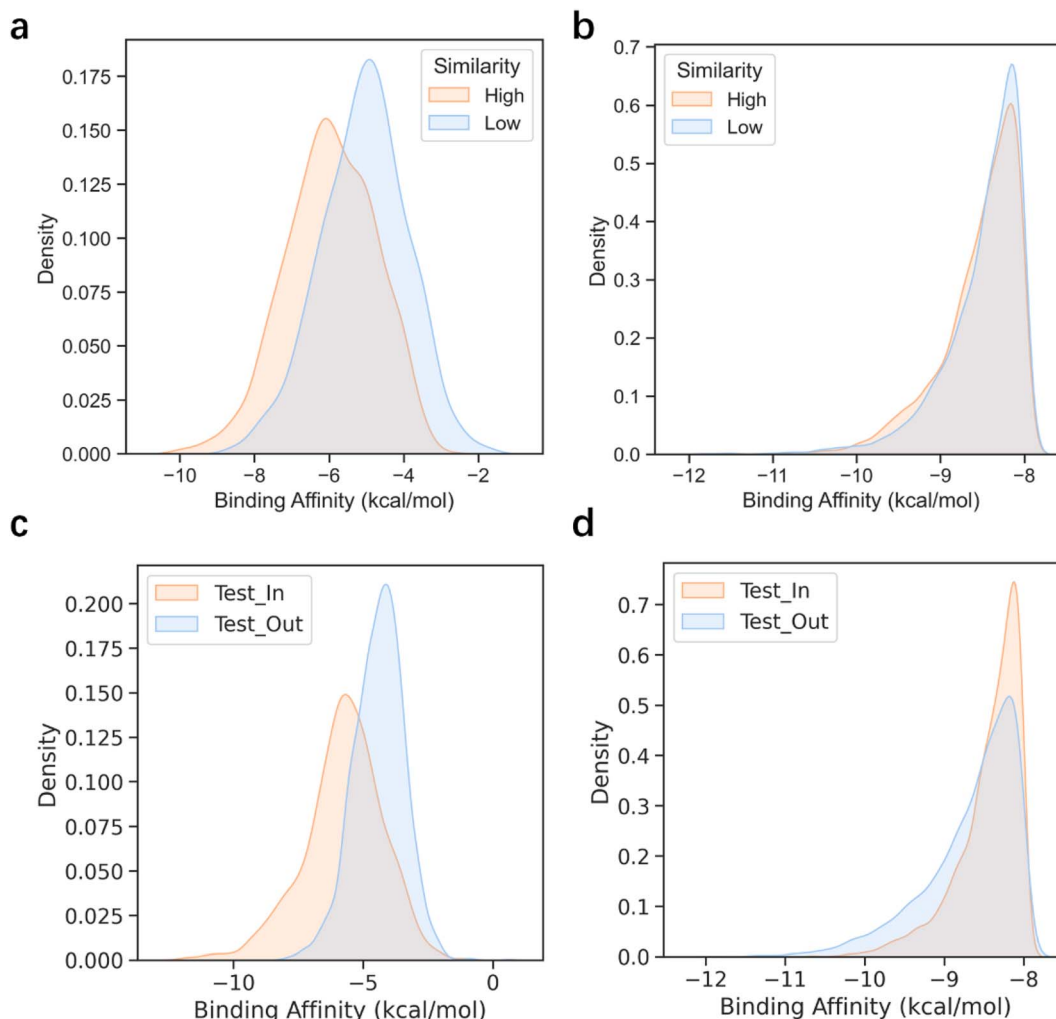 a
Similarity
High
Low
Density
0.175
0.150
0.125
0.100
0.075
0.050
0.025
0.000
−10 −8 −6 −4 −2
Binding Affinity (kcal/mol)
b
Similarity
High
Low
Density
0.7
0.6
0.5
0.4
0.3
0.2
0.1
0.0
−12 −11 −10 −9 −8
Binding Affinity (kcal/mol)
c
Test_In
Test_Out
Density
0.200
0.175
0.150
0.125
0.100
0.075
0.050
0.025
0.000
−10 −5 0
Binding Affinity (kcal/mol)
d
Test_In
Test_Out
Density
0.7
0.6
0.5
0.4
0.3
0.2
0.1
0.0
−12 −11 −10 −9 −8
Binding Affinity (kcal/mol)